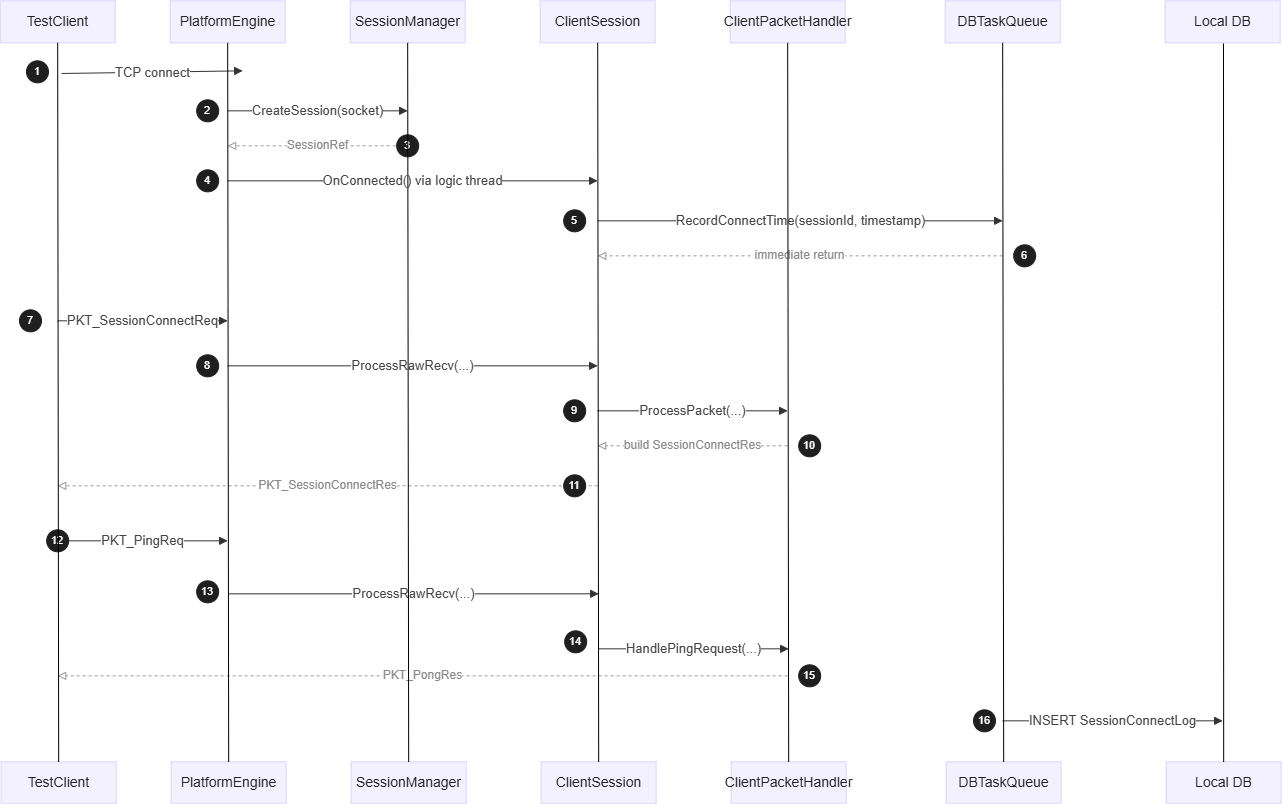 TestClient
PlatformEngine
SessionManager
ClientSession
ClientPacketHandler
DBTaskQueue
Local DB
1 TCP connect
2 CreateSession(socket)
SessionRef 3
4 OnConnected() via logic thread
5 RecordConnectTime(sessionId, timestamp)
immediate return 6
7 PKT_SessionConnectReq
8 ProcessRawRecv(...)
9 ProcessPacket(...)
build SessionConnectRes 10
PKT_SessionConnectRes 11
12 PKT_PingReq
13 ProcessRawRecv(...)
14 HandlePingRequest(...)
PKT_PongRes 15
16 INSERT SessionConnectLog
TestClient
PlatformEngine
SessionManager
ClientSession
ClientPacketHandler
DBTaskQueue
Local DB